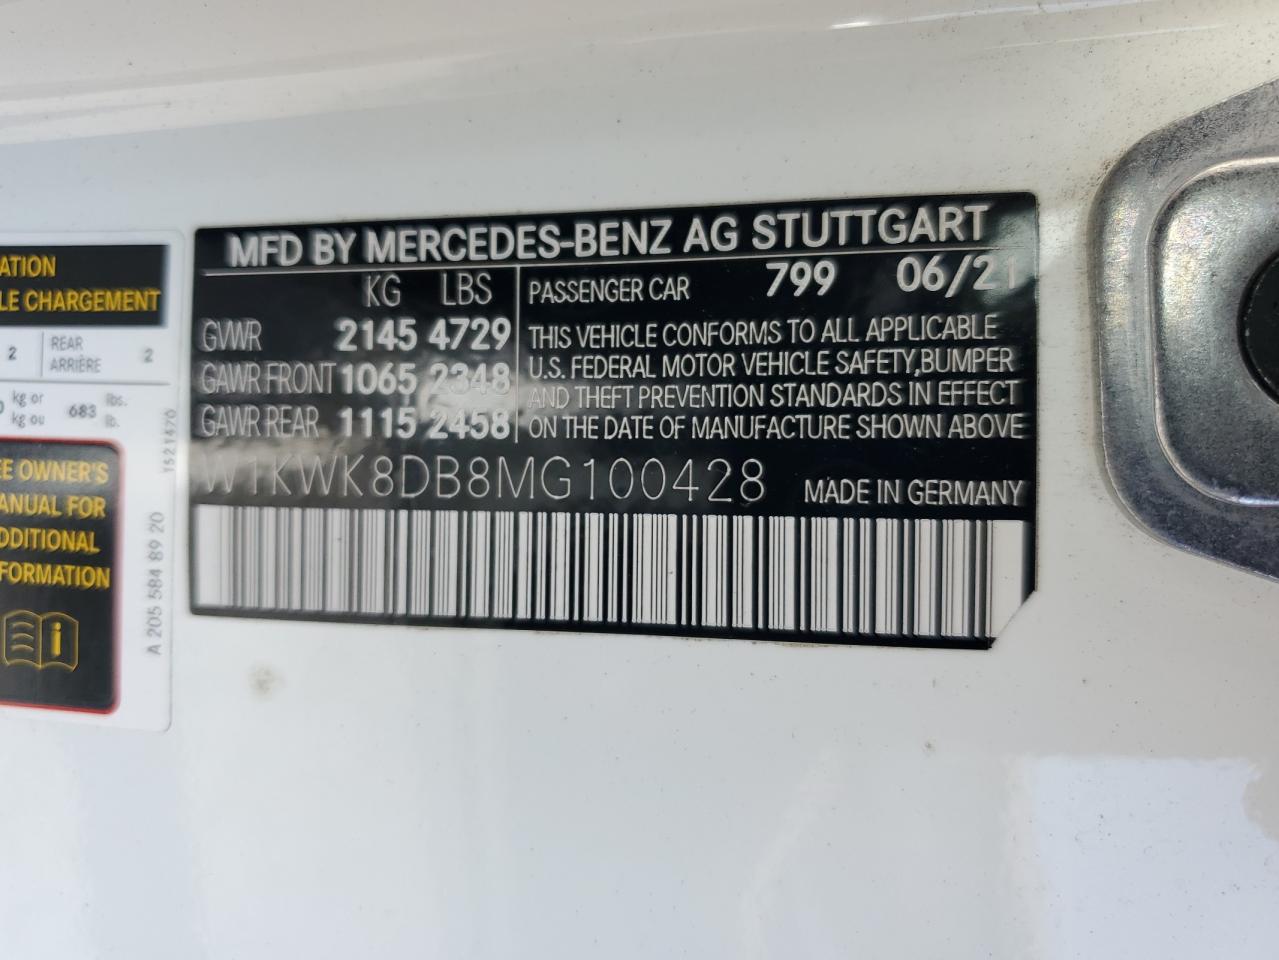 ATION
LE CHARGEMENT
2 REAR 2
ARRIÈRE
kg or 683 lbs.
kg ou lb.
EE OWNER'S
MANUAL FOR
DDITIONAL
FORMATION
i
1521476
A 205 584 89 20
MFD BY MERCEDES-BENZ AG STUTTGART
KG LBS PASSENGER CAR 799 06/21
GVWR 2145 4729 THIS VEHICLE CONFORMS TO ALL APPLICABLE
U.S. FEDERAL MOTOR VEHICLE SAFETY,BUMPER
GAWR FRONT 1065 2348 AND THEFT PREVENTION STANDARDS IN EFFECT
GAWR REAR 1115 2458 ON THE DATE OF MANUFACTURE SHOWN ABOVE
W1KWK8DB8MG100428 MADE IN GERMANY